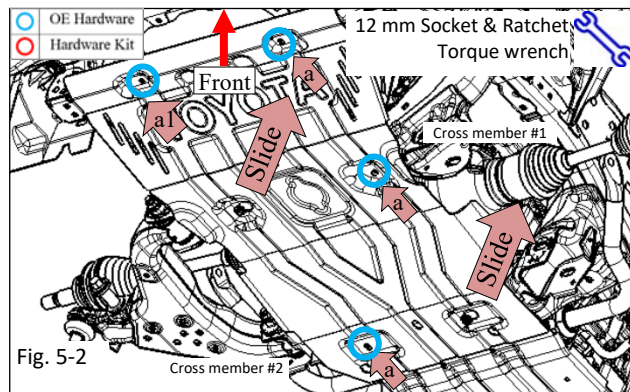 OE Hardware
Hardware Kit
12 mm Socket & Ratchet
Torque wrench
Front
a
a1
TOYOTA
Slide
Cross member #1
a
Slide
Fig. 5-2
Cross member #2
a